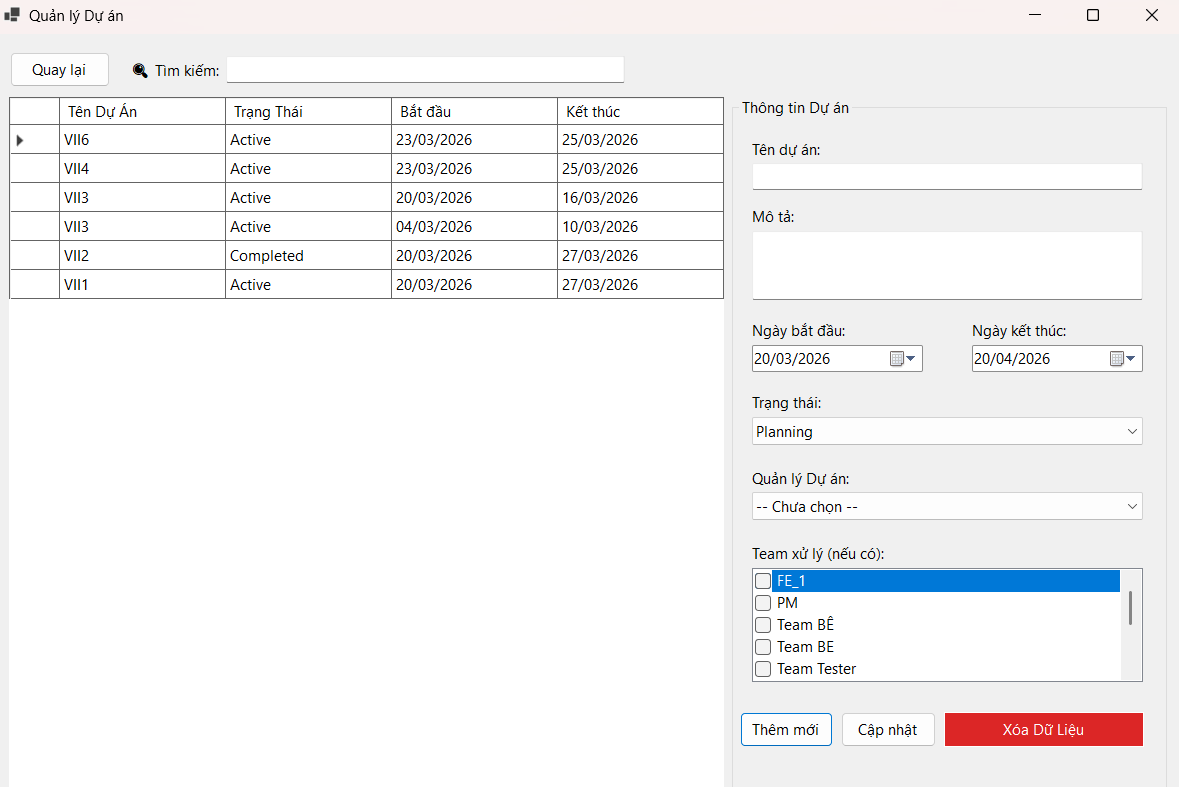 Quản lý Dự án
Quay lại
Tìm kiếm:
Tên Dự Án Trạng Thái Bắt đầu Kết thúc
VII6 Active 23/03/2026 25/03/2026
VII4 Active 23/03/2026 25/03/2026
VII3 Active 20/03/2026 16/03/2026
VII3 Active 04/03/2026 10/03/2026
VII2 Completed 20/03/2026 27/03/2026
VII1 Active 20/03/2026 27/03/2026
Thông tin Dự án
Tên dự án:
Mô tả:
Ngày bắt đầu: Ngày kết thúc:
20/03/2026 20/04/2026
Trạng thái:
Planning
Quản lý Dự án:
-- Chưa chọn --
Team xử lý (nếu có):
FE_1
PM
Team BÊ
Team BE
Team Tester
Thêm mới Cập nhật Xóa Dữ Liệu